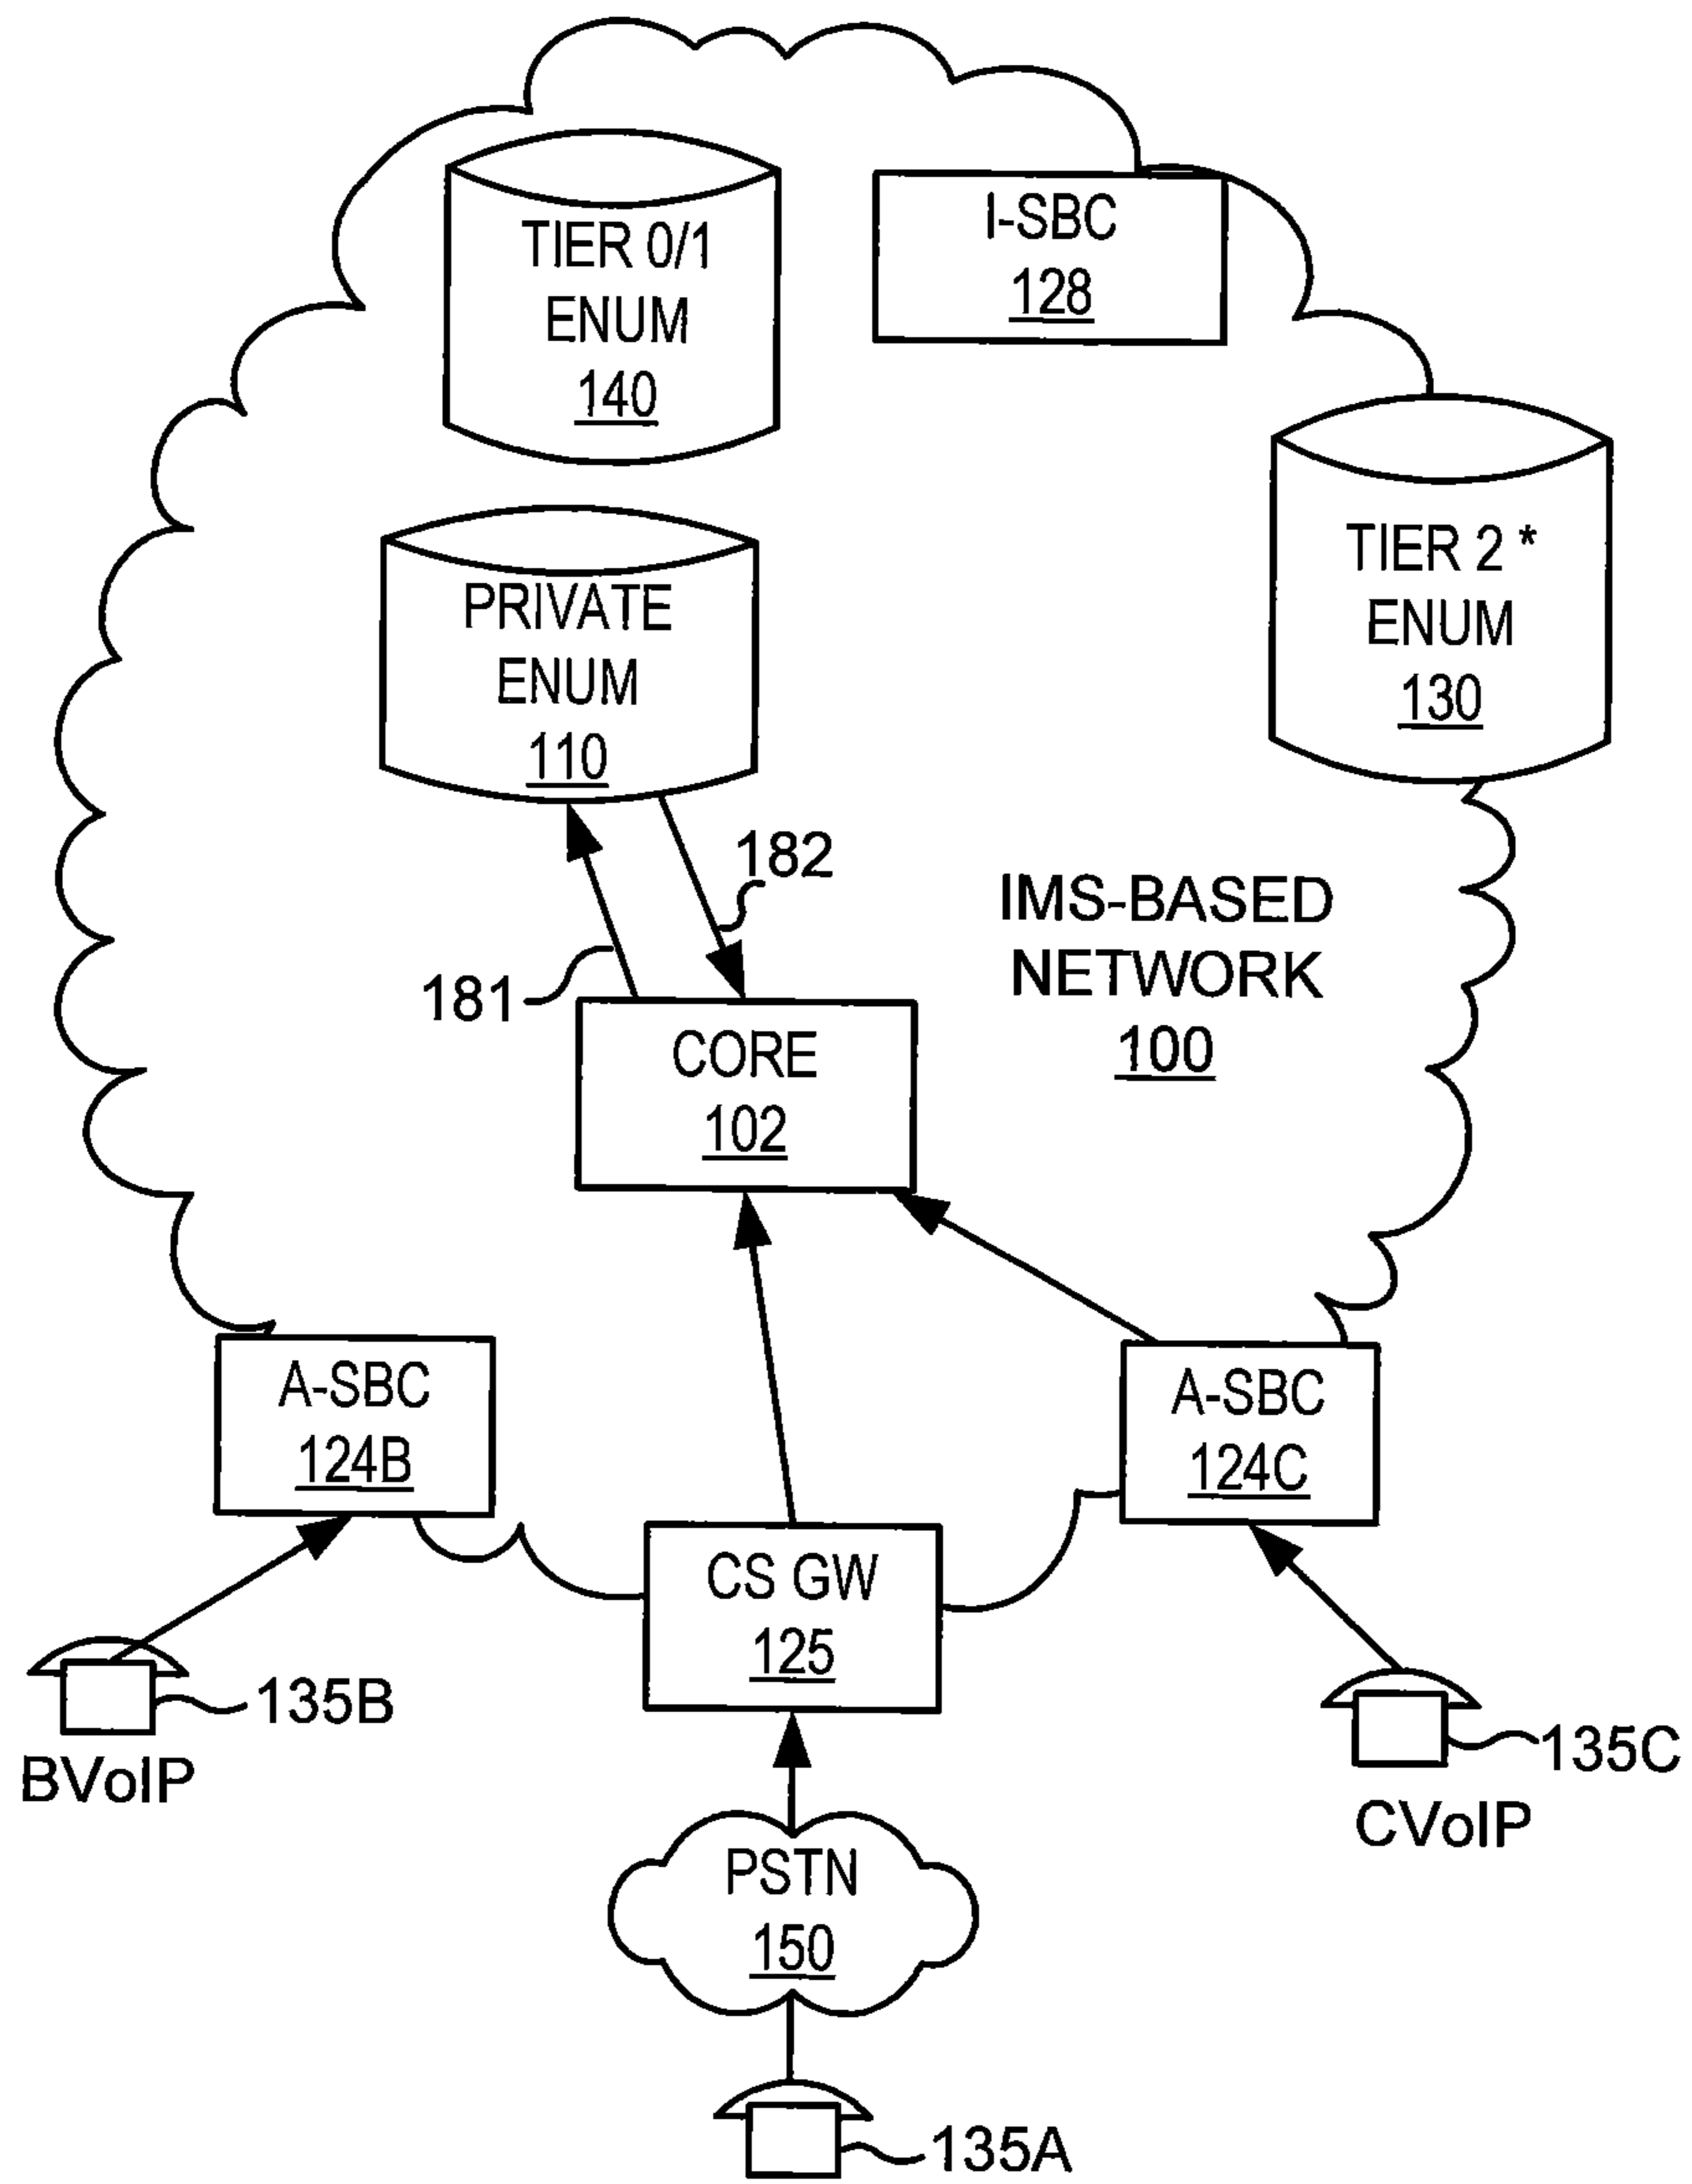 TIER 0/1
ENUM
140
I-SBC
128
TIER 2 *
ENUM
130
PRIVATE
ENUM
110
182
181
IMS-BASED
NETWORK
100
CORE
102
A-SBC
124B
A-SBC
124C
CS GW
125
135B
BVoIP
135C
CVoIP
PSTN
150
135A